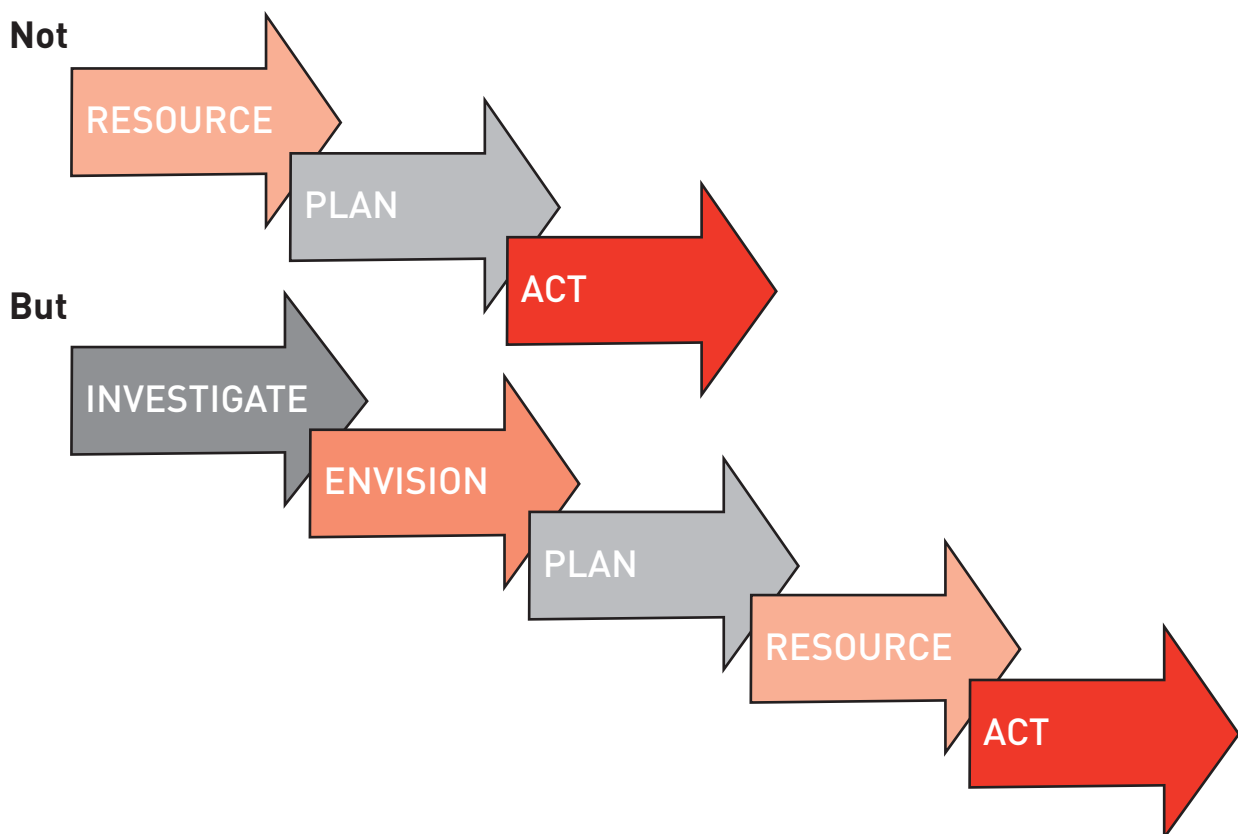 Not
RESOURCE
PLAN
ACT
But
INVESTIGATE
ENVISION
PLAN
RESOURCE
ACT